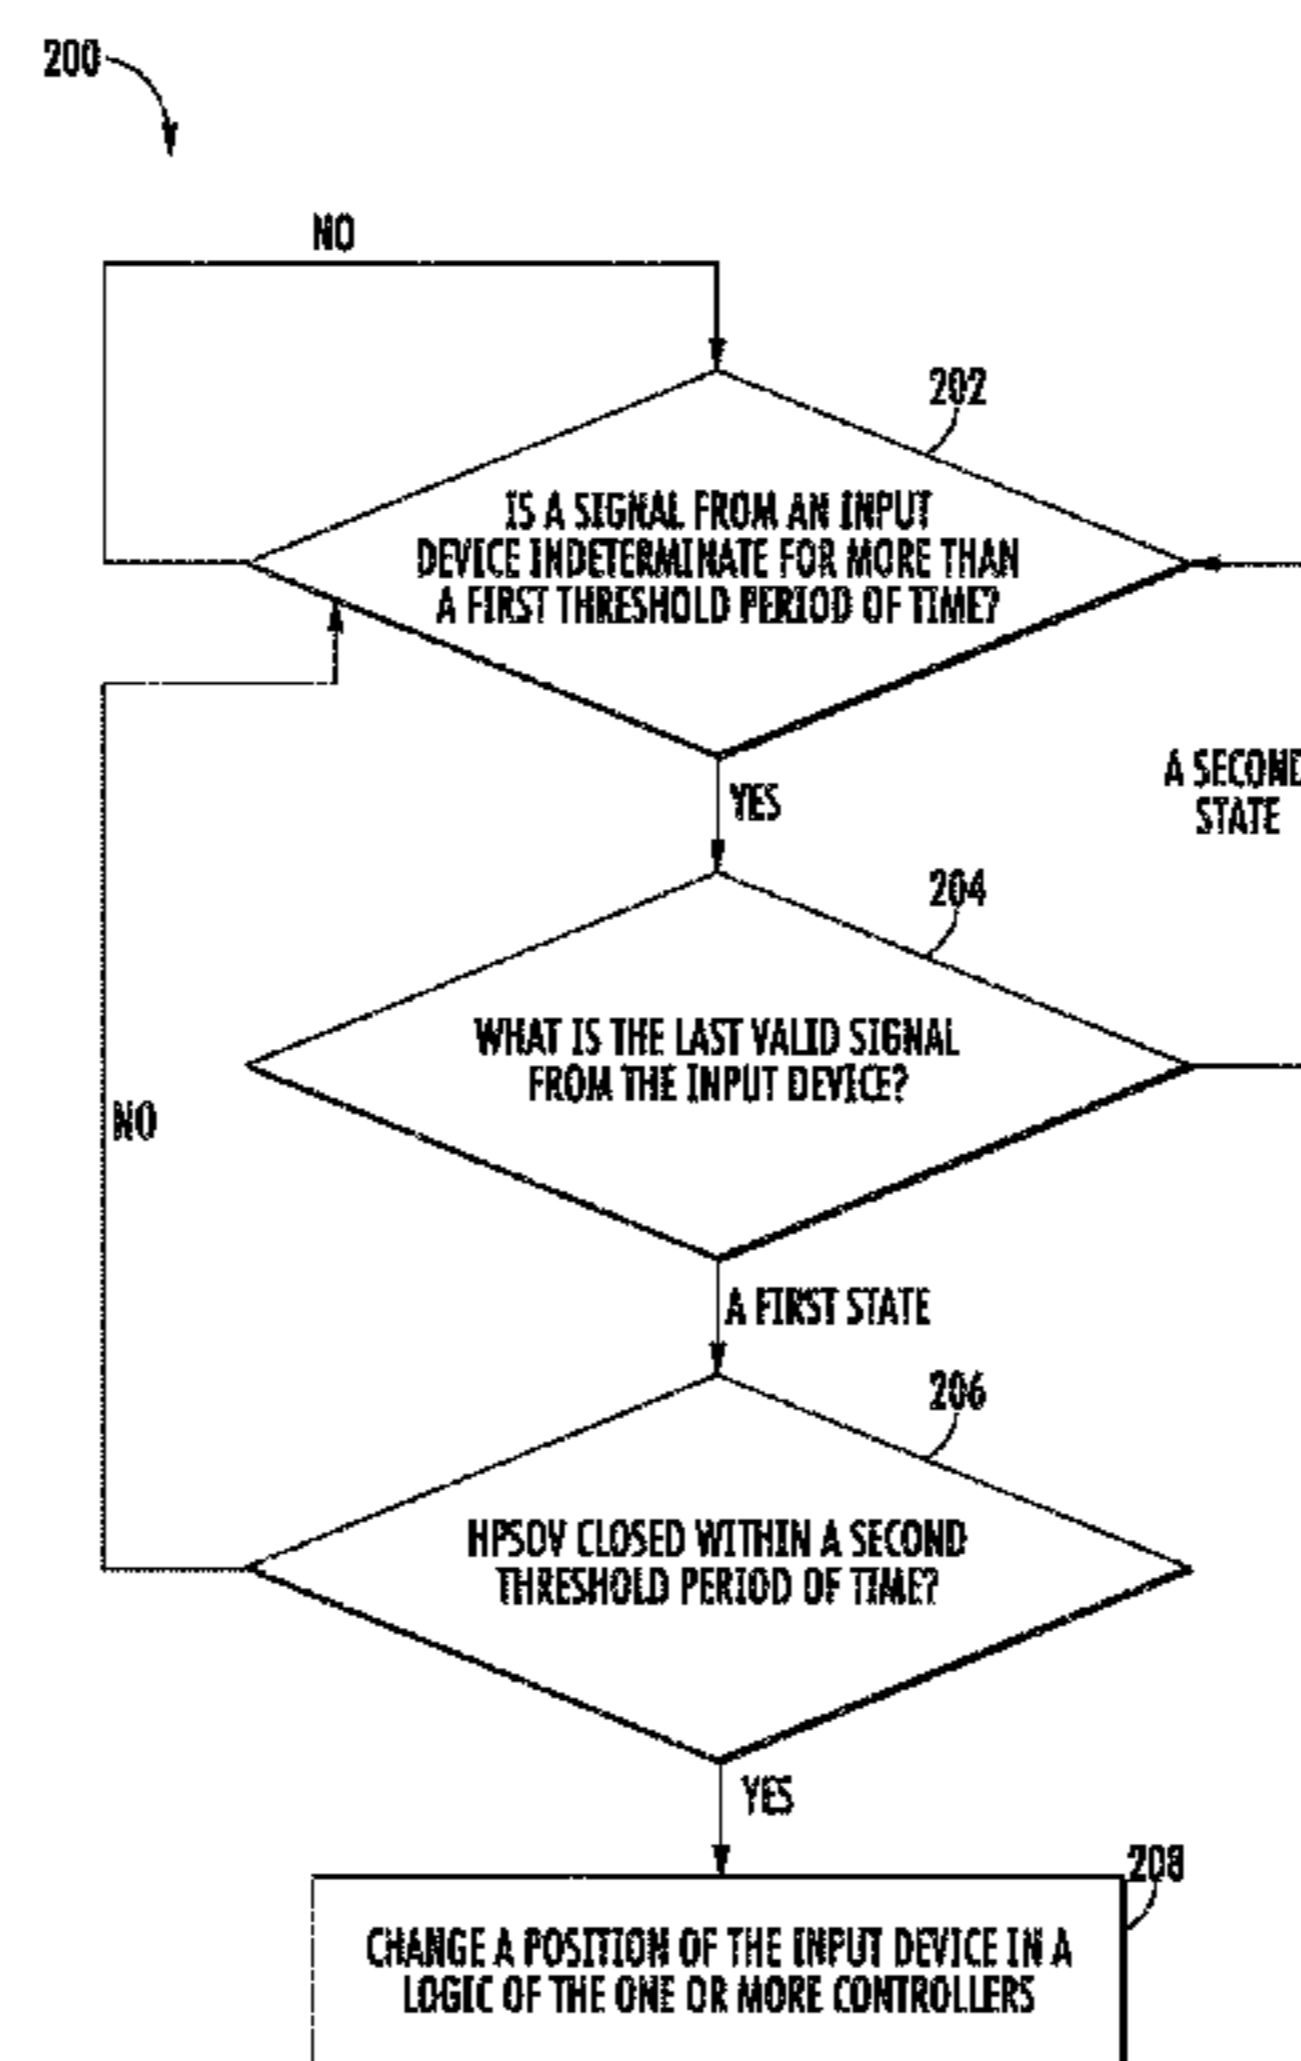 200
NO
202
IS A SIGNAL FROM AN INPUT
DEVICE INDETERMINATE FOR MORE THAN
A FIRST THRESHOLD PERIOD OF TIME?
A SECOND
STATE
YES
204
WHAT IS THE LAST VALID SIGNAL
FROM THE INPUT DEVICE?
NO
A FIRST STATE
206
HPSOV CLOSED WITHIN A SECOND
THRESHOLD PERIOD OF TIME?
YES
208
CHANGE A POSITION OF THE INPUT DEVICE IN A
LOGIC OF THE ONE OR MORE CONTROLLERS